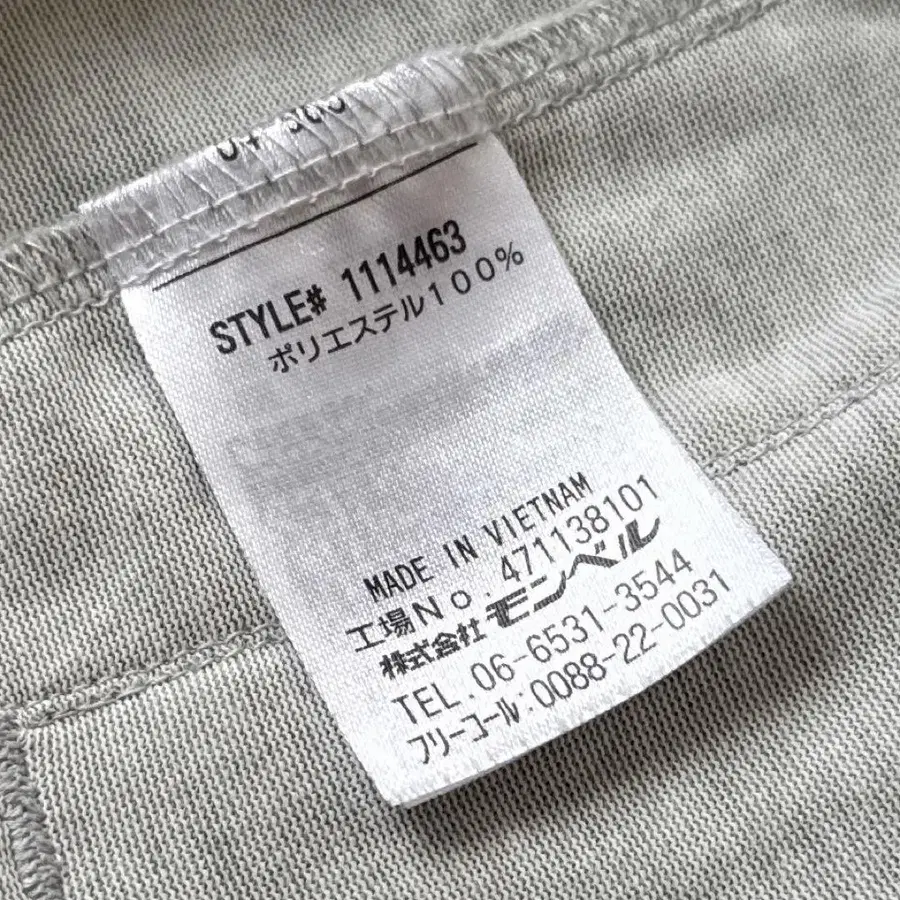 STYLE# 1114463
ポリエステル100%
MADE IN VIETNAM
工場No.471138101
株式会社モンベル
TEL.06-6531-3544
フリーコール:0088-22-0031